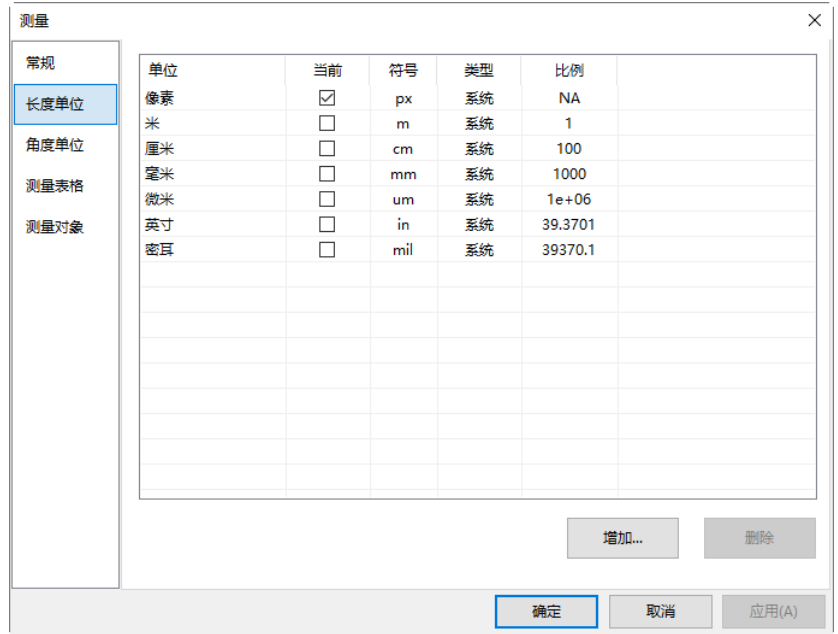 测量
常规
长度单位
角度单位
测量表格
测量对象
单位 当前 符号 类型 比例
像素 px 系统 NA
米 m 系统 1
厘米 cm 系统 100
毫米 mm 系统 1000
微米 um 系统 1e+06
英寸 in 系统 39.3701
密耳 mil 系统 39370.1
增加... 删除
确定 取消 应用(A)